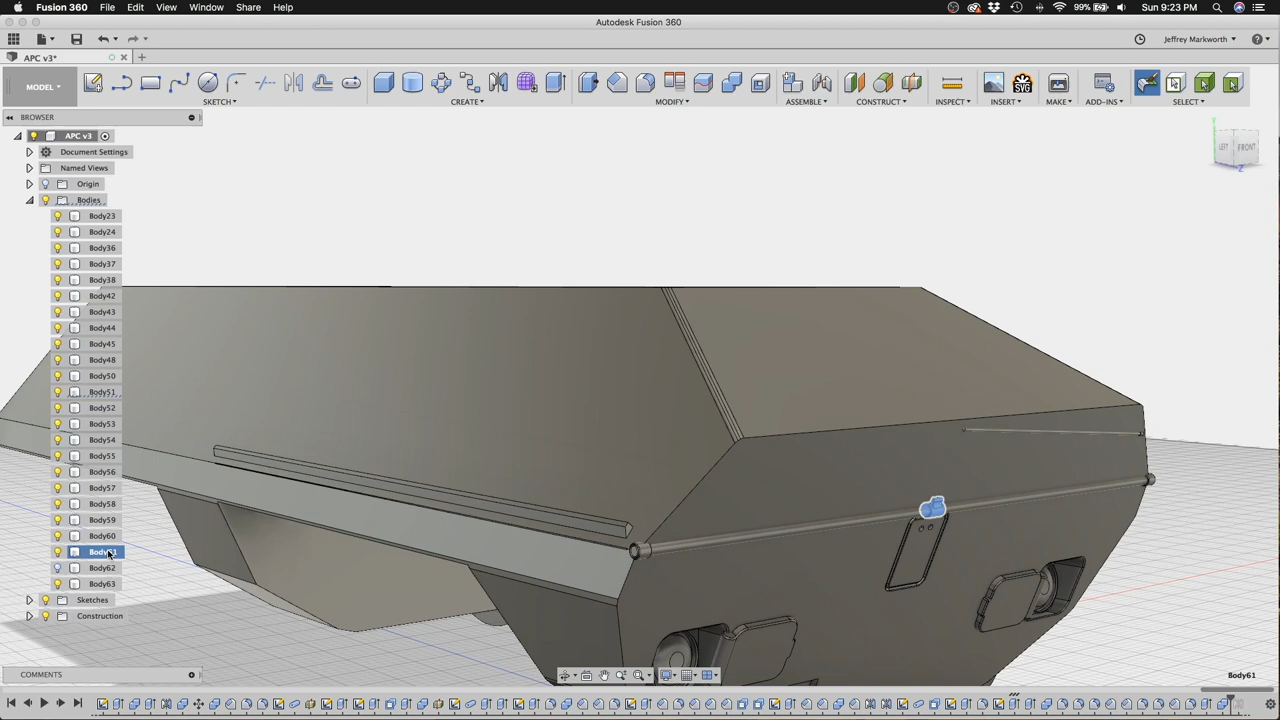 Fusion 360 File Edit View Window Share Help 99% Sun 9:23 PM
Autodesk Fusion 360
Jeffrey Markworth
APC v3*
MODEL
SKETCH CREATE MODIFY ASSEMBLE CONSTRUCT INSPECT INSERT MAKE ADD-INS SELECT
SVG
BROWSER
APC v3
Document Settings
Named Views
Origin
Bodies
Body23
Body24
Body36
Body37
Body38
Body42
Body43
Body44
Body45
Body48
Body50
Body51
Body52
Body53
Body54
Body55
Body56
Body57
Body58
Body59
Body60
Body61
Body62
Body63
Sketches
Construction
LEFT FRONT
Z
COMMENTS
Body61